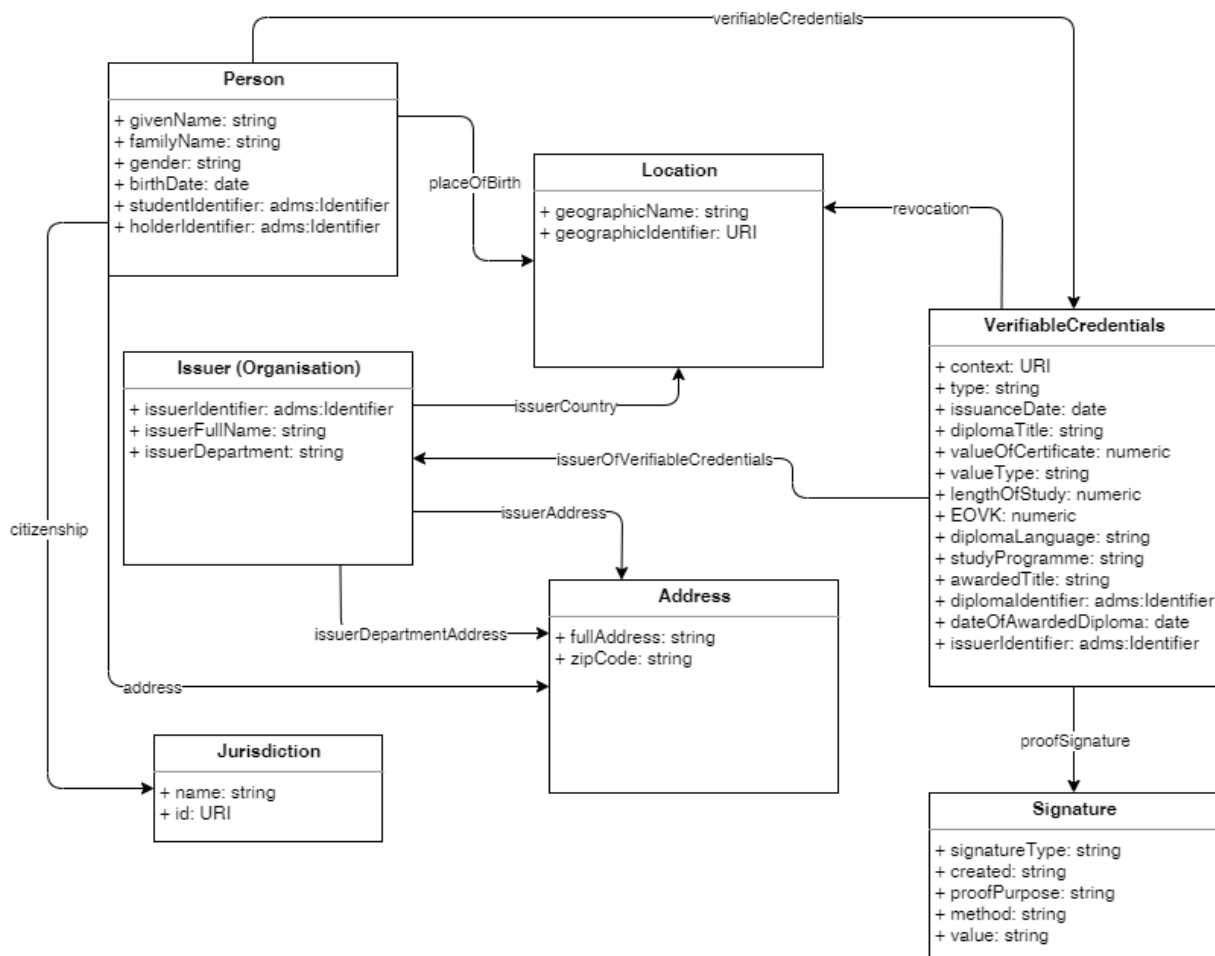 verifiableCredentials
Person
+ givenName: string
+ familyName: string
+ gender: string
+ birthDate: date
+ studentIdentifier: adms:Identifier
+ holderIdentifier: adms:Identifier
placeOfBirth
Location
+ geographicName: string
+ geographicIdentifier: URI
revocation
VerifiableCredentials
+ context: URI
+ type: string
+ issuanceDate: date
+ diplomaTitle: string
+ valueOfCertificate: numeric
+ valueType: string
+ lengthOfStudy: numeric
+ EOVK: numeric
+ diplomaLanguage: string
+ studyProgramme: string
+ awardedTitle: string
+ diplomaIdentifier: adms:Identifier
+ dateOfAwardedDiploma: date
+ issuerIdentifier: adms:Identifier
Issuer (Organisation)
+ issuerIdentifier: adms:Identifier
+ issuerFullName: string
+ issuerDepartment: string
issuerCountry
issuerOfVerifiableCredentials
issuerAddress
citizenship
issuerDepartmentAddress
Address
+ fullAddress: string
+ zipCode: string
address
Jurisdiction
+ name: string
+ id: URI
proofSignature
Signature
+ signatureType: string
+ created: string
+ proofPurpose: string
+ method: string
+ value: string